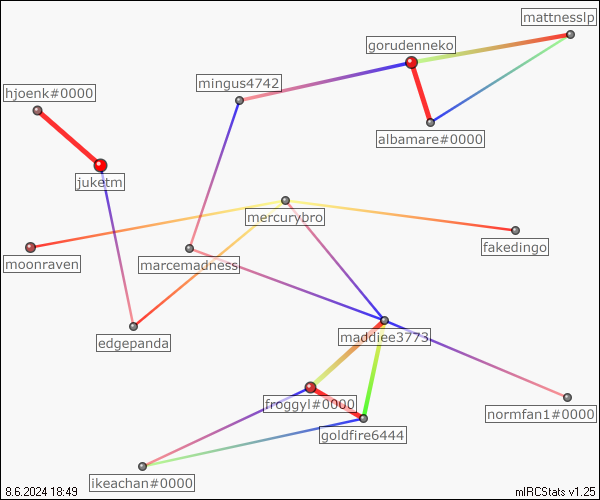 mattnesslp
gorudenneko
mingus4742
hjoenk#0000
albamare#0000
juketm
mercurybro
fakedingo
moonraven
marcemadness
maddiee3773
edgepanda
froggyl#0000
normfan1#0000
goldfire6444
ikeachan#0000
8.6.2024 18:49
mIRCStats v1.25